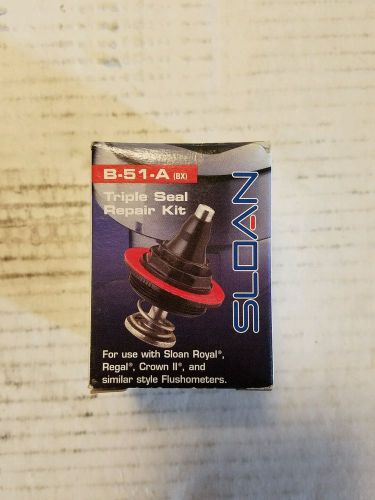 B-51-A (BX)
Triple Seal
Repair Kit
SLOAN
For use with Sloan Royal®,
Regal®, Crown II®, and
similar style Flushometers.